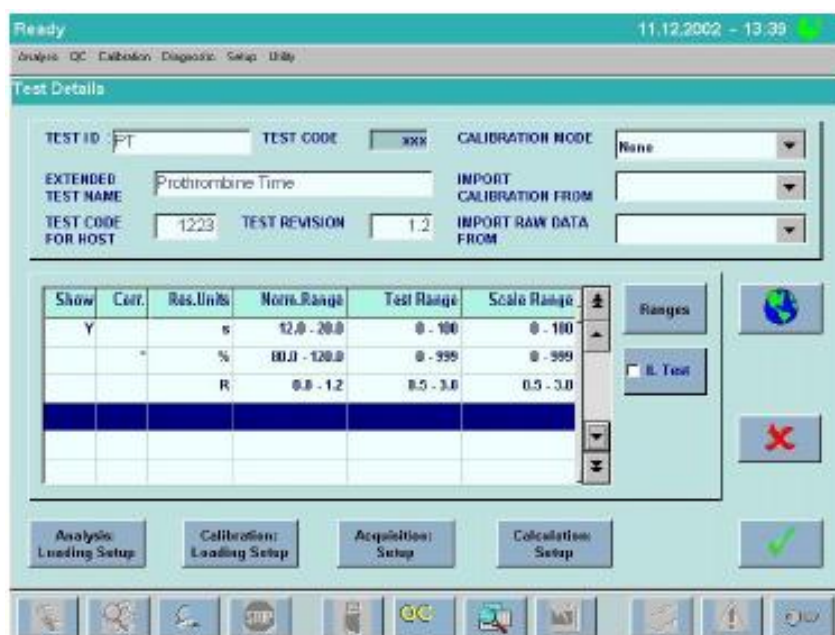 Ready 11.12.2002 - 13:39
Analysis QC Calibration Diagnostic Setup Utility
Test Details
TEST ID PT TEST CODE xxx CALIBRATION MODE None
EXTENDED TEST NAME Prothrombine Time IMPORT CALIBRATION FROM
TEST CODE FOR HOST 1223 TEST REVISION 1.2 IMPORT RAW DATA FROM
Show Corr. Res.Units Norm.Range Test Range Scale Range
Y s 12.0 - 20.0 0 - 100 0 - 100
* % 80.0 - 120.0 0 - 999 0 - 999
R 0.8 - 1.2 0.5 - 3.0 0.5 - 3.0
Ranges
IL Test
Analysis: Loading Setup
Calibration: Loading Setup
Acquisition: Setup
Calculation: Setup
STOP
QC